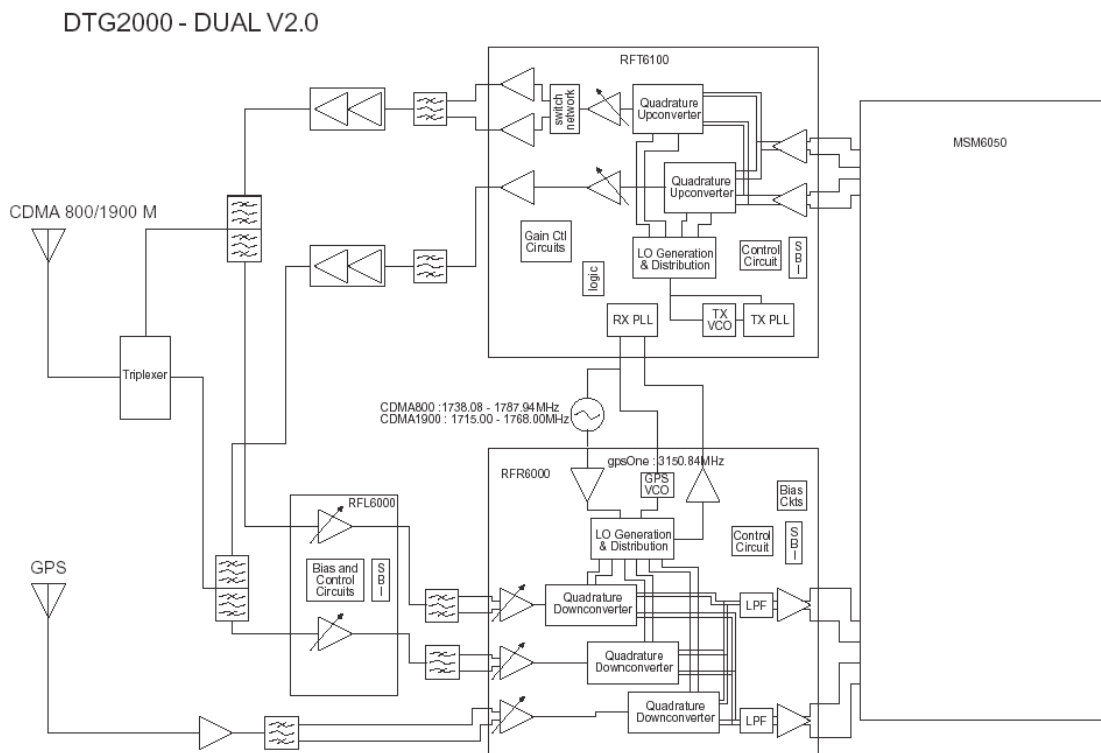 DTG2000 - DUAL V2.0
RFT6100
switch
network
Quadrature
Upconverter
MSM6050
Quadrature
Upconverter
CDMA 800/1900 M
Gain Ctl
Circuits
LO Generation
& Distribution
Control
Circuit
S
B
I
logic
RX PLL
TX
VCO
TX PLL
Triplexer
CDMA800 :1738.08 - 1787.94MHz
CDMA1900 : 1715.00 - 1768.00MHz
gpsOne : 3150.84MHz
RFR6000
GPS
VCO
Bias
Ckts
RFL6000
LO Generation
& Distribution
Control
Circuit
S
B
I
GPS
Bias and
Control
Circuits
S
B
I
Quadrature
Downconverter
LPF
Quadrature
Downconverter
Quadrature
Downconverter
LPF